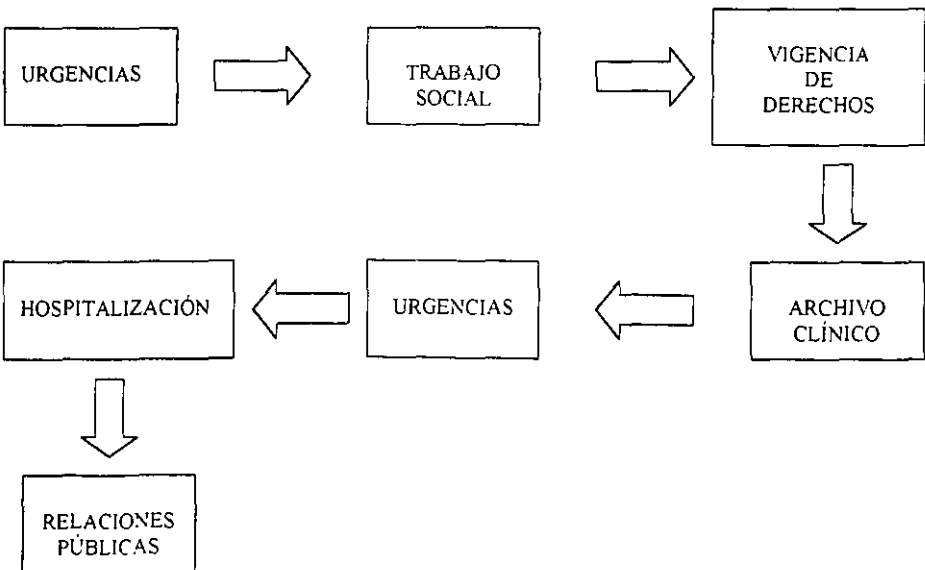 URGENCIAS
TRABAJO
SOCIAL
VIGENCIA
DE
DERECHOS
HOSPITALIZACIÓN
URGENCIAS
ARCHIVO
CLÍNICO
RELACIONES
PÚBLICAS